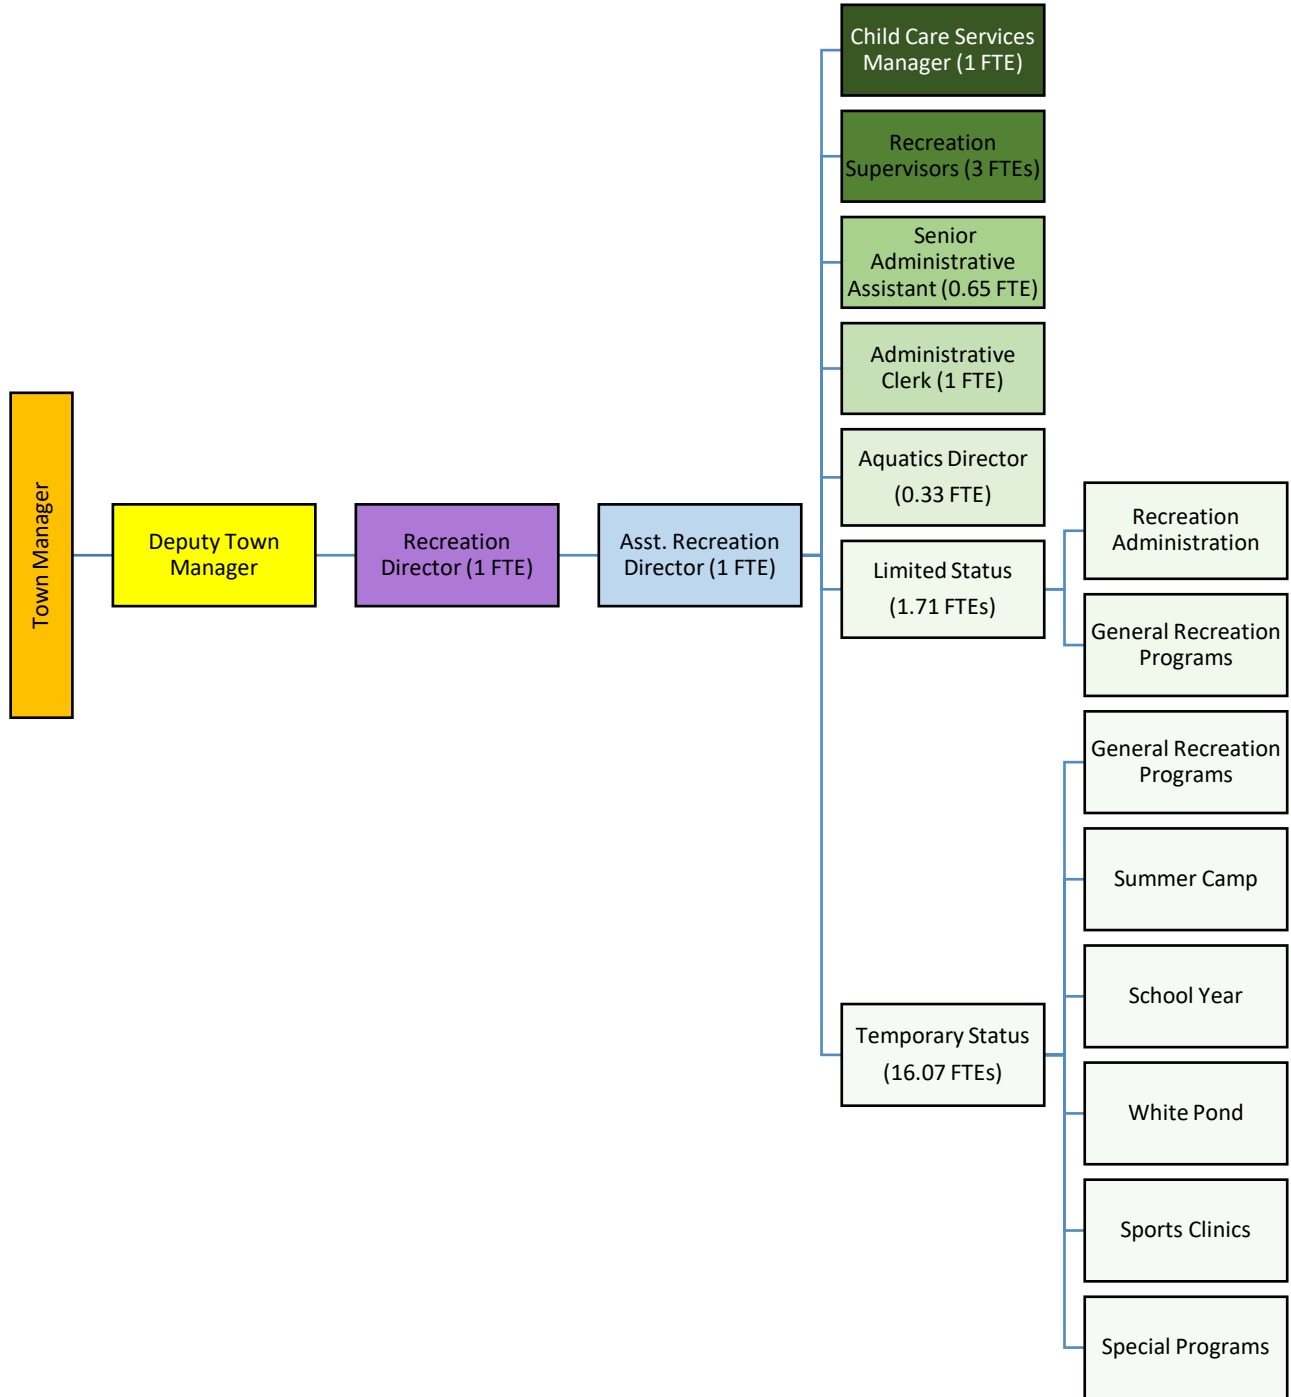 Town Manager
Deputy Town
Manager
Recreation
Director (1 FTE)
Asst. Recreation
Director (1 FTE)
Child Care Services
Manager (1 FTE)
Recreation
Supervisors (3 FTEs)
Senior
Administrative
Assistant (0.65 FTE)
Administrative
Clerk (1 FTE)
Aquatics Director
(0.33 FTE)
Limited Status
(1.71 FTEs)
Recreation
Administration
General Recreation
Programs
Temporary Status
(16.07 FTEs)
General Recreation
Programs
Summer Camp
School Year
White Pond
Sports Clinics
Special Programs